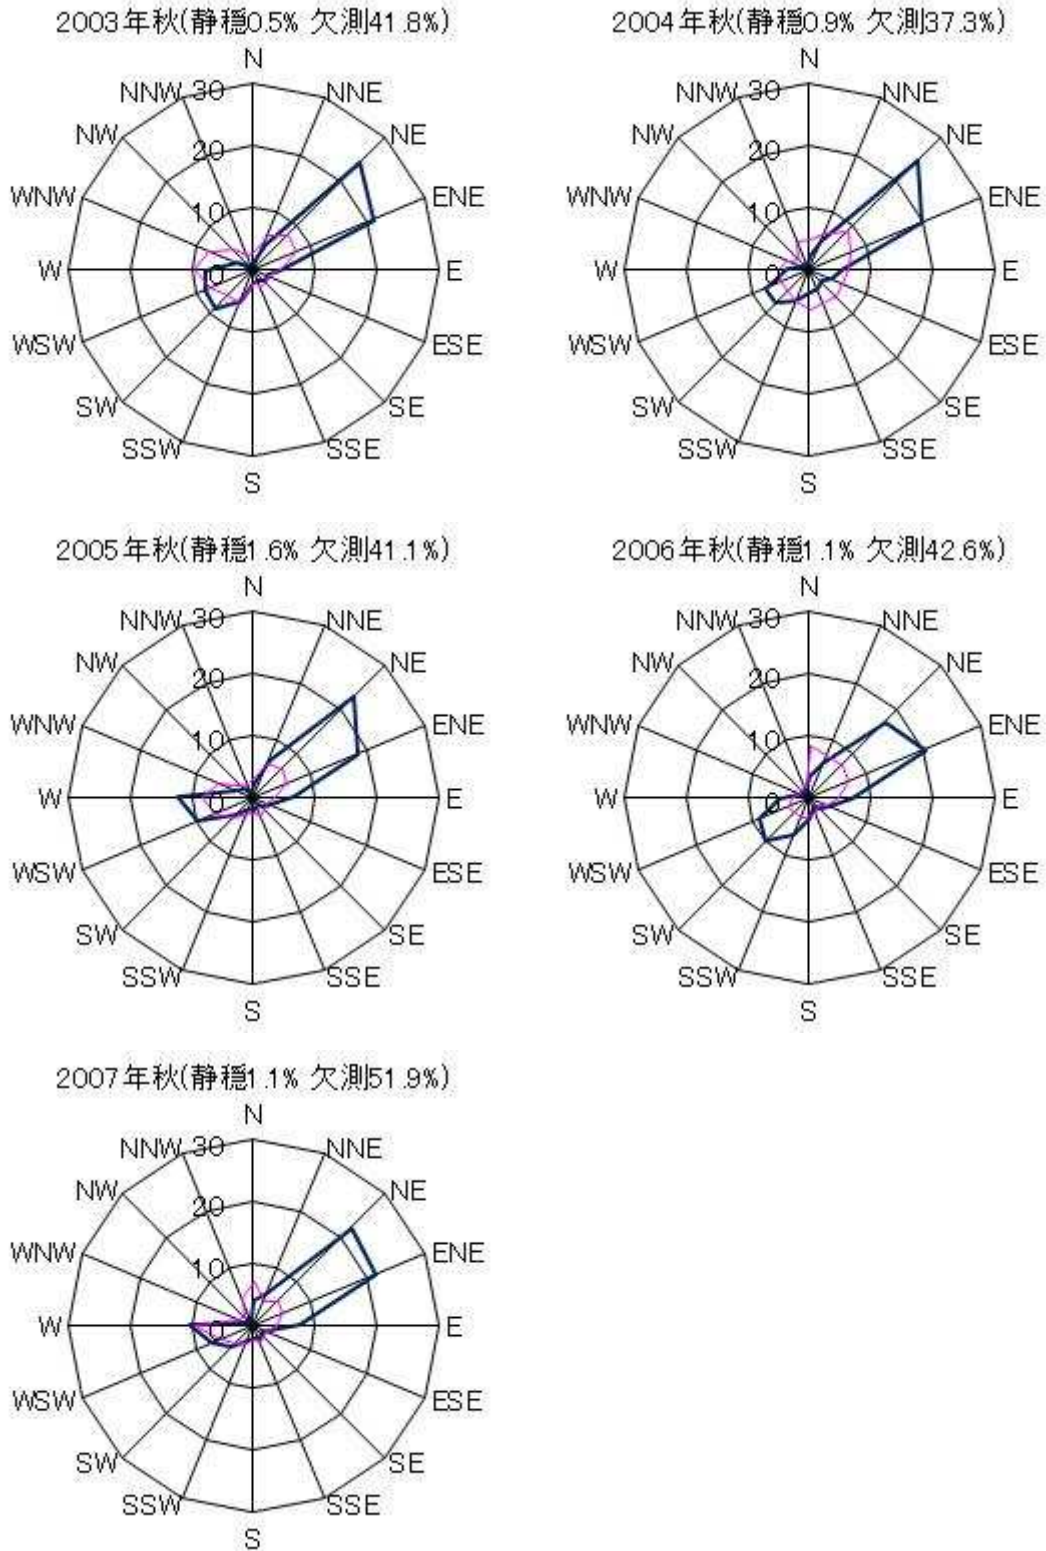 2003年秋(静穏0.5% 欠測41.8%)
N
NNW 30 NNE
NW 20 NE
WNW 10 ENE
W 0 E
WSW ESE
SW SE
SSW SSE
S
2004年秋(静穏0.9% 欠測37.3%)
N
NNW 30 NNE
NW 20 NE
WNW 10 ENE
W 0 E
WSW ESE
SW SE
SSW SSE
S
2005年秋(静穏1.6% 欠測41.1%)
N
NNW 30 NNE
NW 20 NE
WNW 10 ENE
W 0 E
WSW ESE
SW SE
SSW SSE
S
2006年秋(静穏1.1% 欠測42.6%)
N
NNW 30 NNE
NW 20 NE
WNW 10 ENE
W 0 E
WSW ESE
SW SE
SSW SSE
S
2007年秋(静穏1.1% 欠測51.9%)
N
NNW 30 NNE
NW 20 NE
WNW 10 ENE
W 0 E
WSW ESE
SW SE
SSW SSE
S